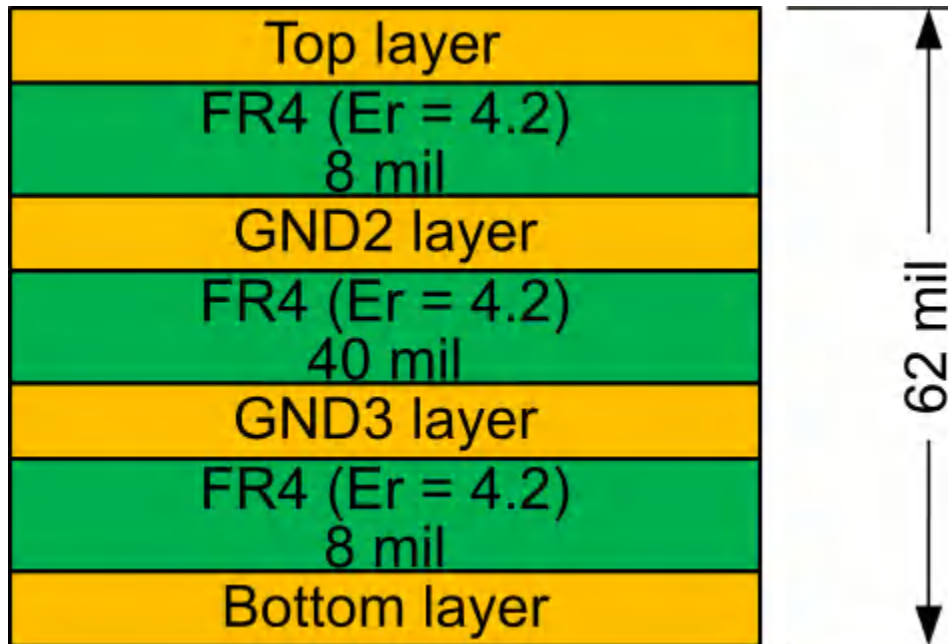 Top layer
FR4 (Er = 4.2)
8 mil
GND2 layer
FR4 (Er = 4.2)
40 mil
GND3 layer
FR4 (Er = 4.2)
8 mil
Bottom layer
62 mil